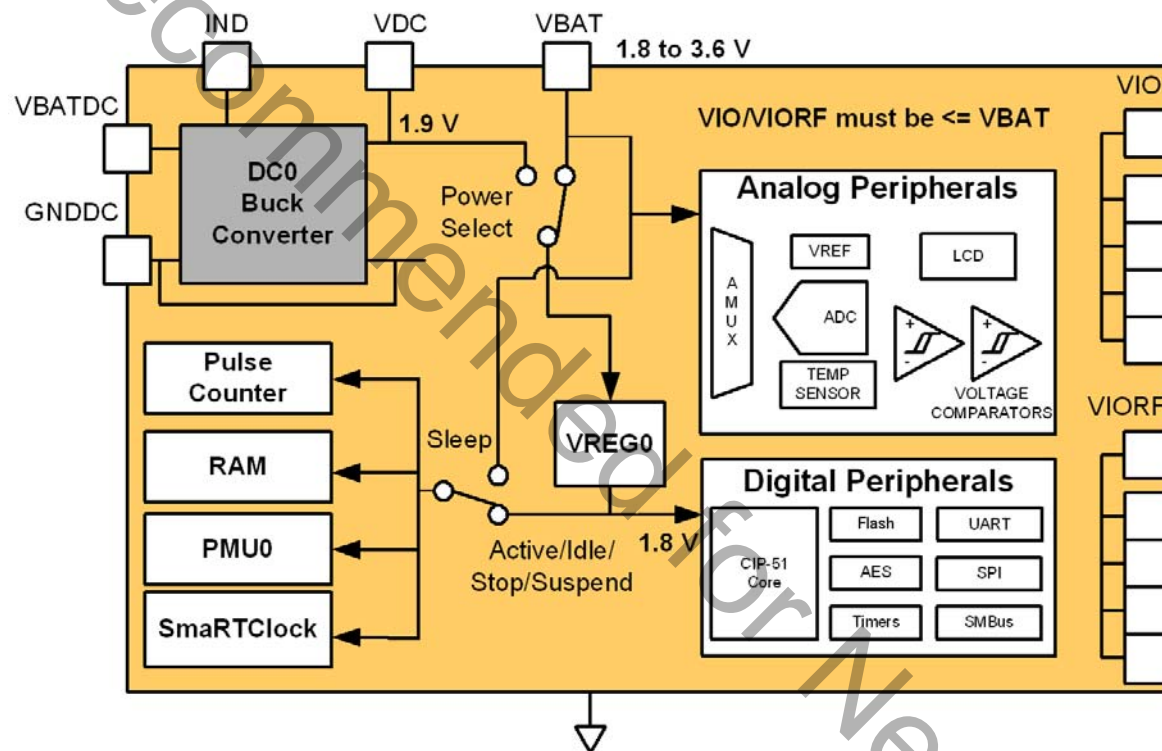 IND
VDC
VBAT
1.8 to 3.6 V
VBATDC
1.9 V
VIO/VIORF must be <= VBAT
VIO
DC0
Buck
Converter
GNDDC
Power
Select
Analog Peripherals
VREF
LCD
A
M
U
X
ADC
TEMP
SENSOR
VOLTAGE
COMPARATORS
VIORF
Pulse
Counter
RAM
PMU0
SmaRTClock
Sleep
VREG0
Active/Idle/
Stop/Suspend
1.8 V
Digital Peripherals
CIP-51
Core
Flash
UART
AES
SPI
Timers
SMBus
ecommended for Ne